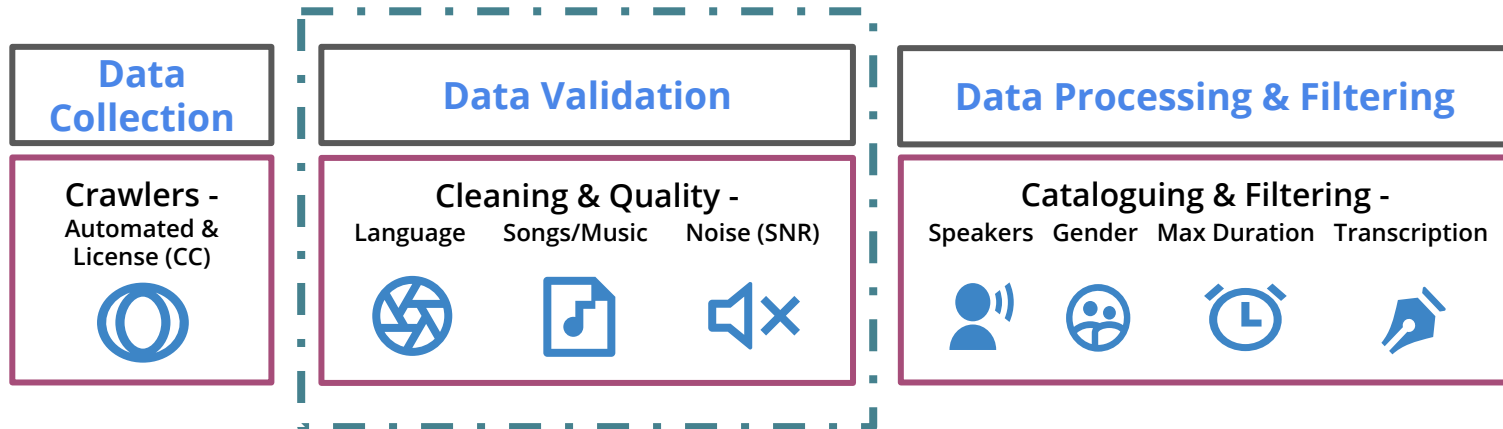 Data
Collection
Data Validation
Data Processing & Filtering
Crawlers -
Automated &
License (CC)
Cleaning & Quality -
Language Songs/Music Noise (SNR)
Cataloguing & Filtering -
Speakers Gender Max Duration Transcription